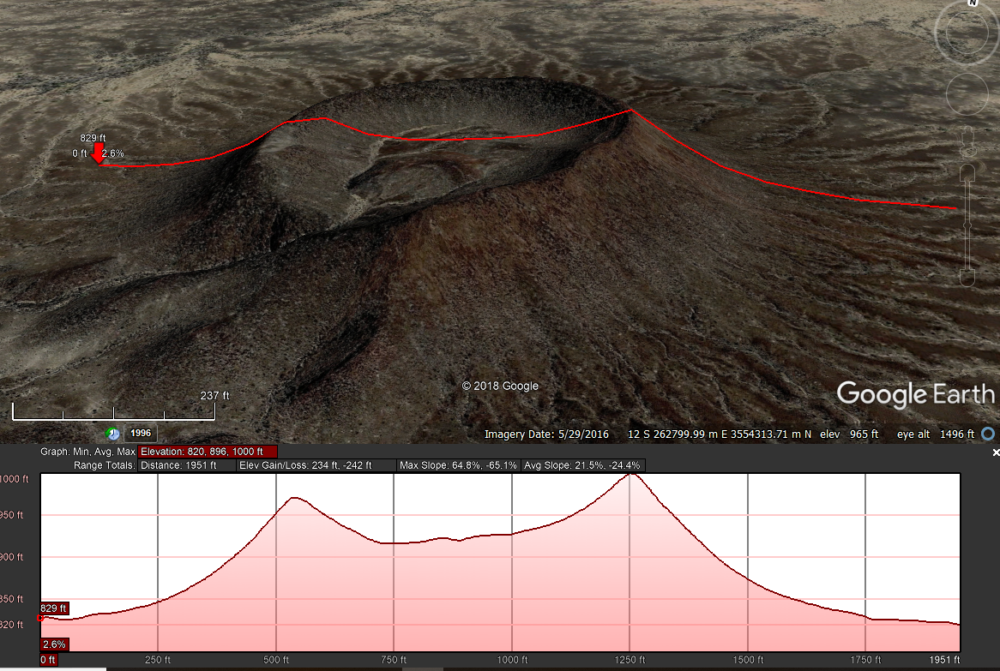 N
829 ft
0 ft 2.6%
237 ft
© 2018 Google
Google Earth
1996
Imagery Date: 5/29/2016 12 S 262799.99 m E 3554313.71 m N elev 965 ft eye alt 1496 ft
Graph: Min, Avg, Max Elevation: 820, 896, 1000 ft
Range Totals: Distance: 1951 ft Elev Gain/Loss: 234 ft, -242 ft Max Slope: 64.8%, -65.1% Avg Slope: 21.5%, -24.4%
1000 ft
950 ft
900 ft
850 ft
829 ft
820 ft
2.6%
0 ft 250 ft 500 ft 750 ft 1000 ft 1250 ft 1500 ft 1750 ft 1951 ft